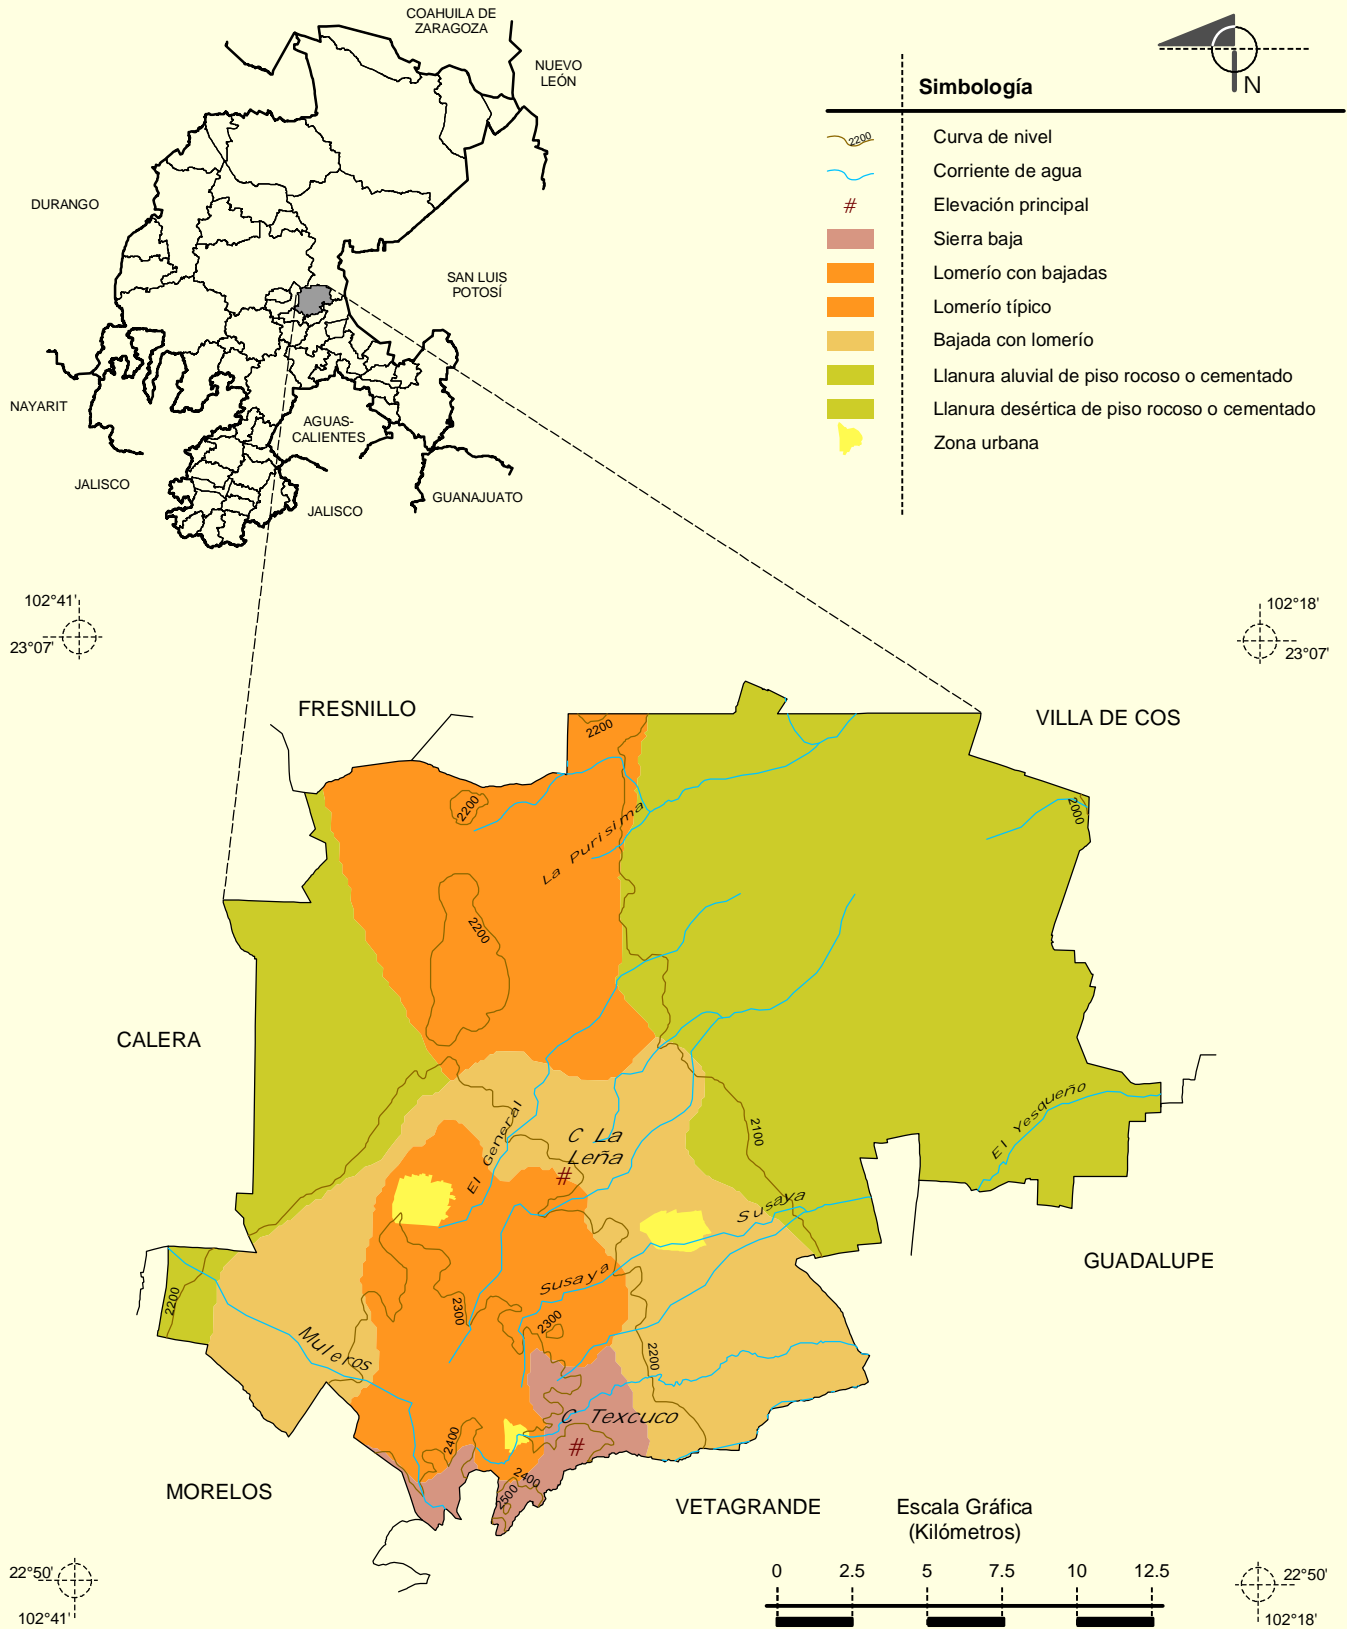 COAHUILA DE
ZARAGOZA
NUEVO
LEÓN
DURANGO
SAN LUIS
POTOSÍ
NAYARIT
AGUAS-
CALIENTES
JALISCO
JALISCO
GUANAJUATO
N
Simbología
2200
Curva de nivel
Corriente de agua
#
Elevación principal
Sierra baja
Lomerío con bajadas
Lomerío típico
Bajada con lomerío
Llanura aluvial de piso rocoso o cementado
Llanura desértica de piso rocoso o cementado
Zona urbana
102°41'
23°07'
102°18'
23°07'
FRESNILLO
VILLA DE COS
2200
2200
2000
La Purisima
2200
CALERA
El General
C La
Leña
#
2100
El Yesqueño
Susaya
GUADALUPE
Susaya
2200
2300
2300
Muleros
2200
C Texcuco
#
2400
2400
2500
MORELOS
VETAGRANDE
Escala Gráfica
(Kilómetros)
0 2.5 5 7.5 10 12.5
22°50'
102°41'
22°50'
102°18'